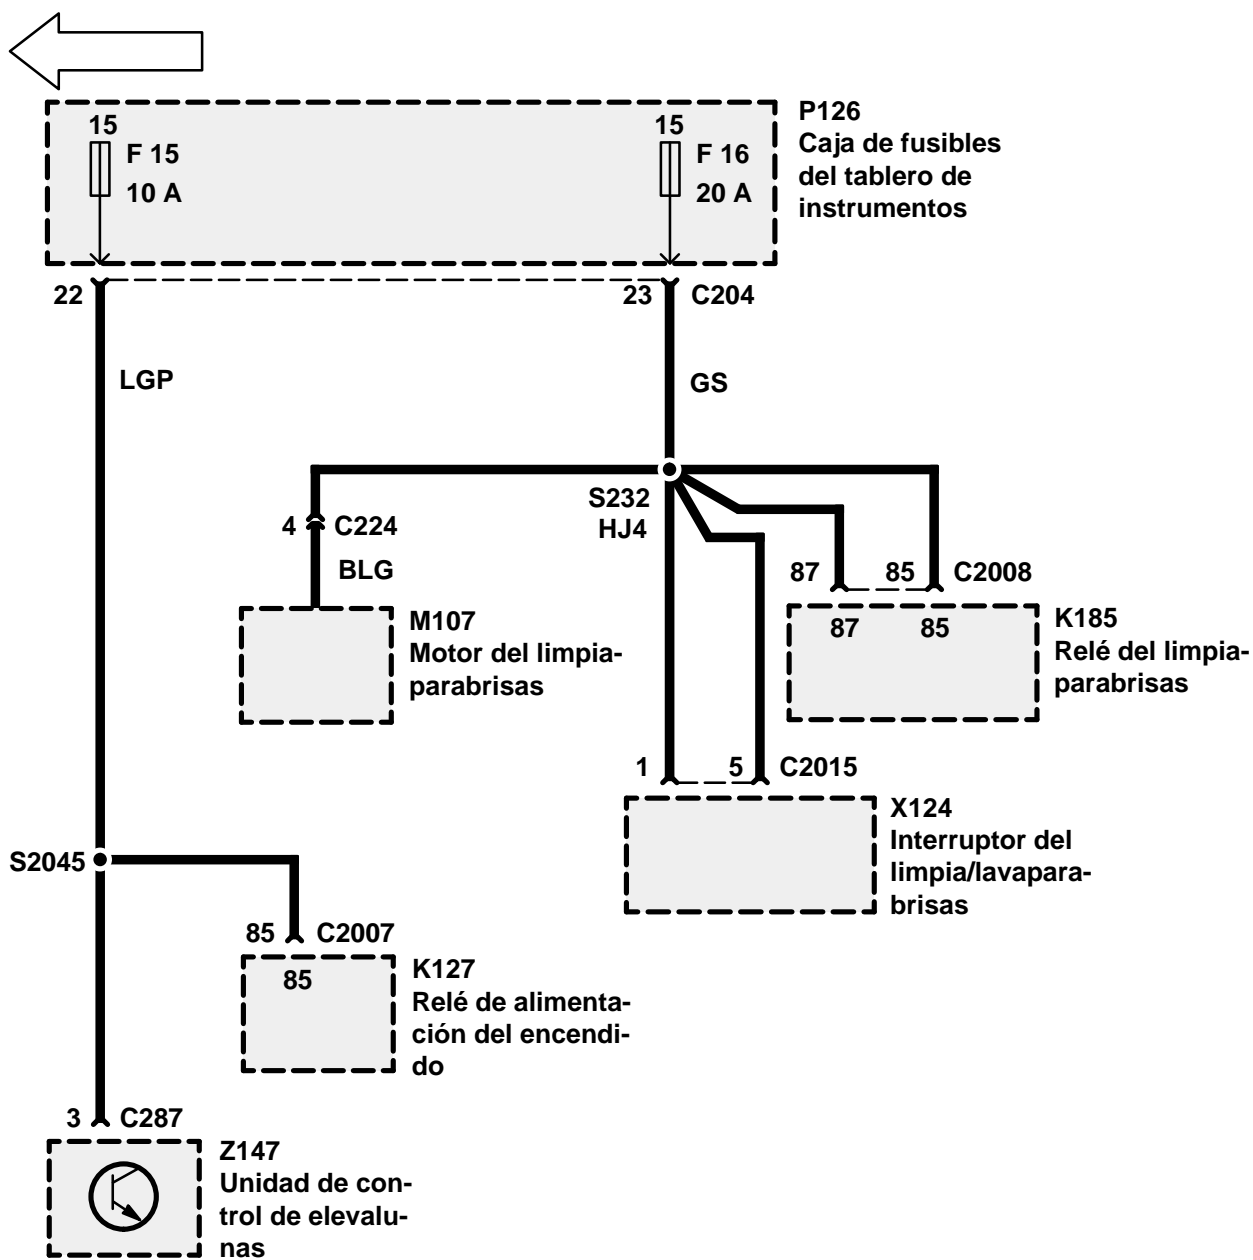 P126
Caja de fusibles
del tablero de
instrumentos
15
F 15
10 A
15
F 16
20 A
22
23
C204
LGP
GS
S232
HJ4
4
C224
BLG
87
85
C2008
87
85
K185
Relé del limpia-
parabrisas
M107
Motor del limpia-
parabrisas
1
5
C2015
X124
Interruptor del
limpia/lavapara-
brisas
S2045
85
C2007
85
K127
Relé de alimenta-
ción del encendi-
do
3
C287
Z147
Unidad de con-
trol de elevalu-
nas